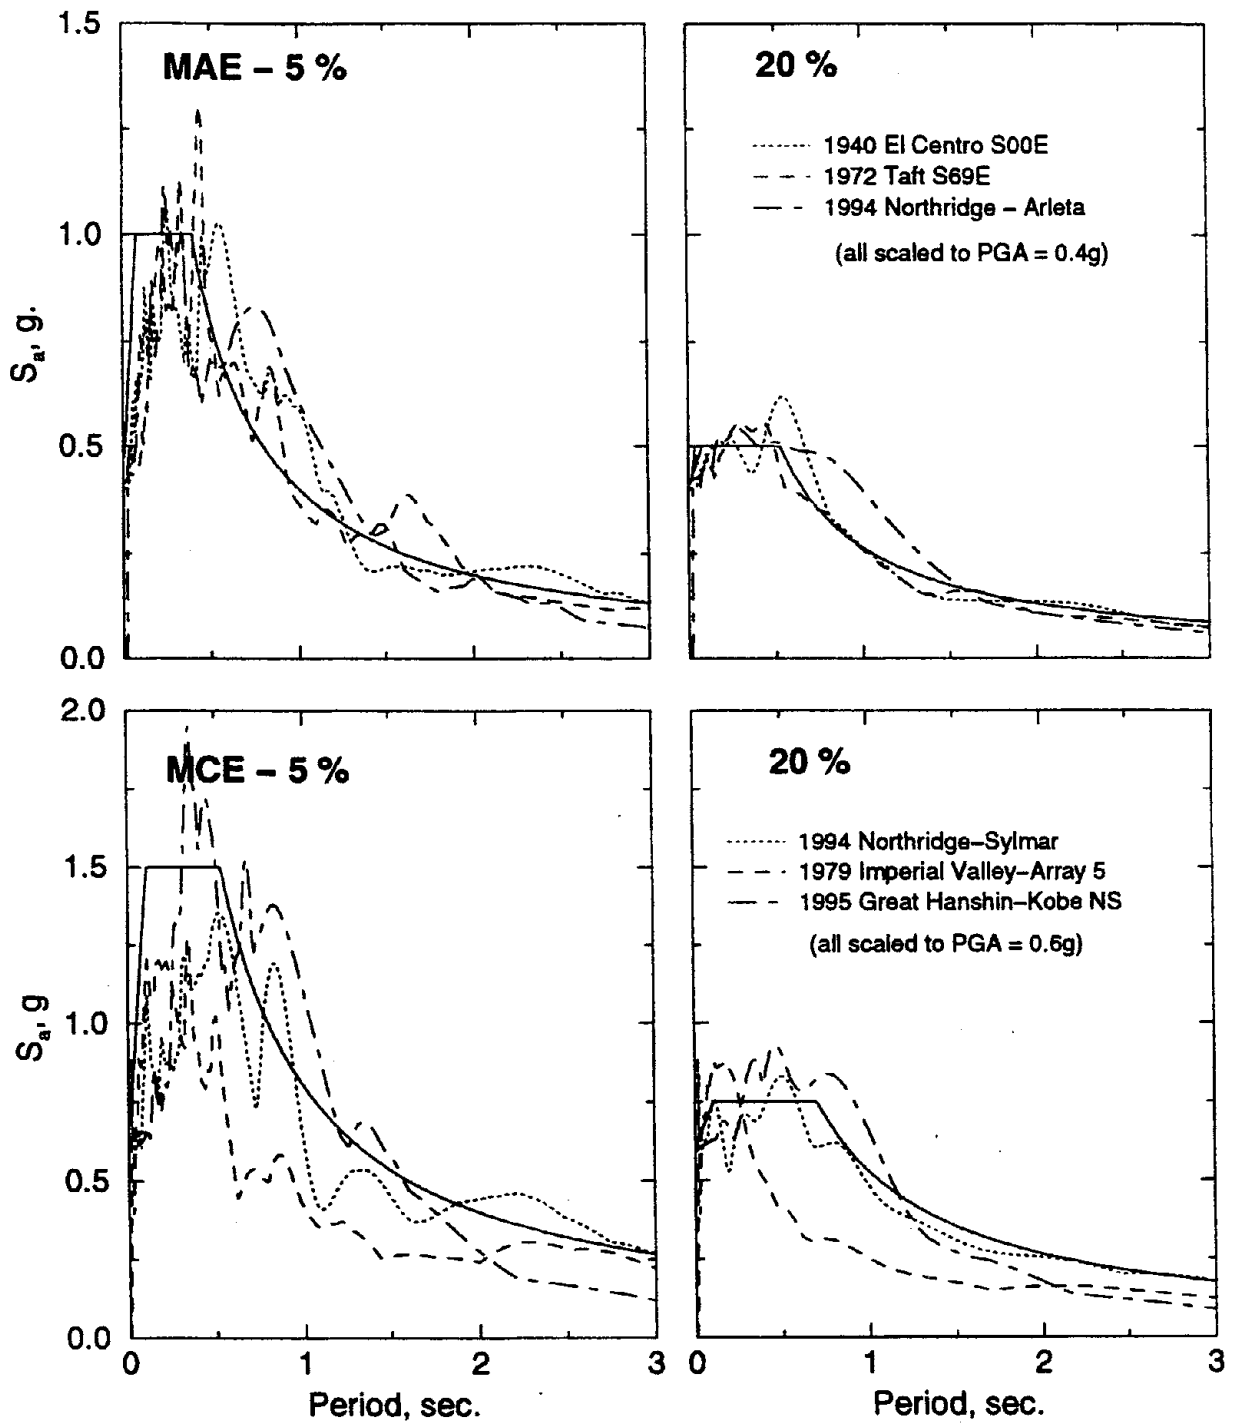 1.5
MAE – 5 %
20 %
1940 El Centro S00E
1972 Taft S69E
1994 Northridge – Arleta
(all scaled to PGA = 0.4g)
1.0
Sa, g.
0.5
0.0
2.0
MCE – 5 %
20 %
1994 Northridge–Sylmar
1979 Imperial Valley–Array 5
1995 Great Hanshin–Kobe NS
(all scaled to PGA = 0.6g)
1.5
1.0
Sa, g
0.5
0.0
0 1 2 3 0 1 2 3
Period, sec. Period, sec.